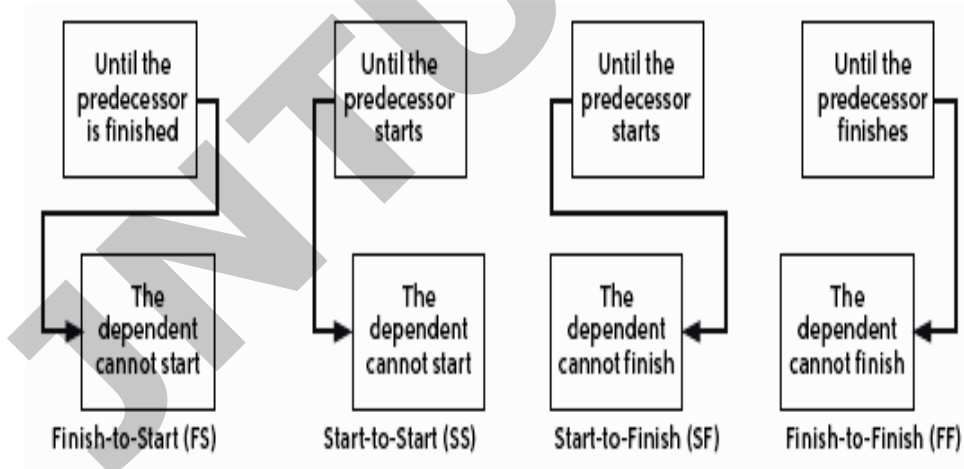 Until the
predecessor
is finished
The
dependent
cannot start
Finish-to-Start (FS)
Until the
predecessor
starts
The
dependent
cannot start
Start-to-Start (SS)
Until the
predecessor
starts
The
dependent
cannot finish
Start-to-Finish (SF)
Until the
predecessor
finishes
The
dependent
cannot finish
Finish-to-Finish (FF)
JNTU